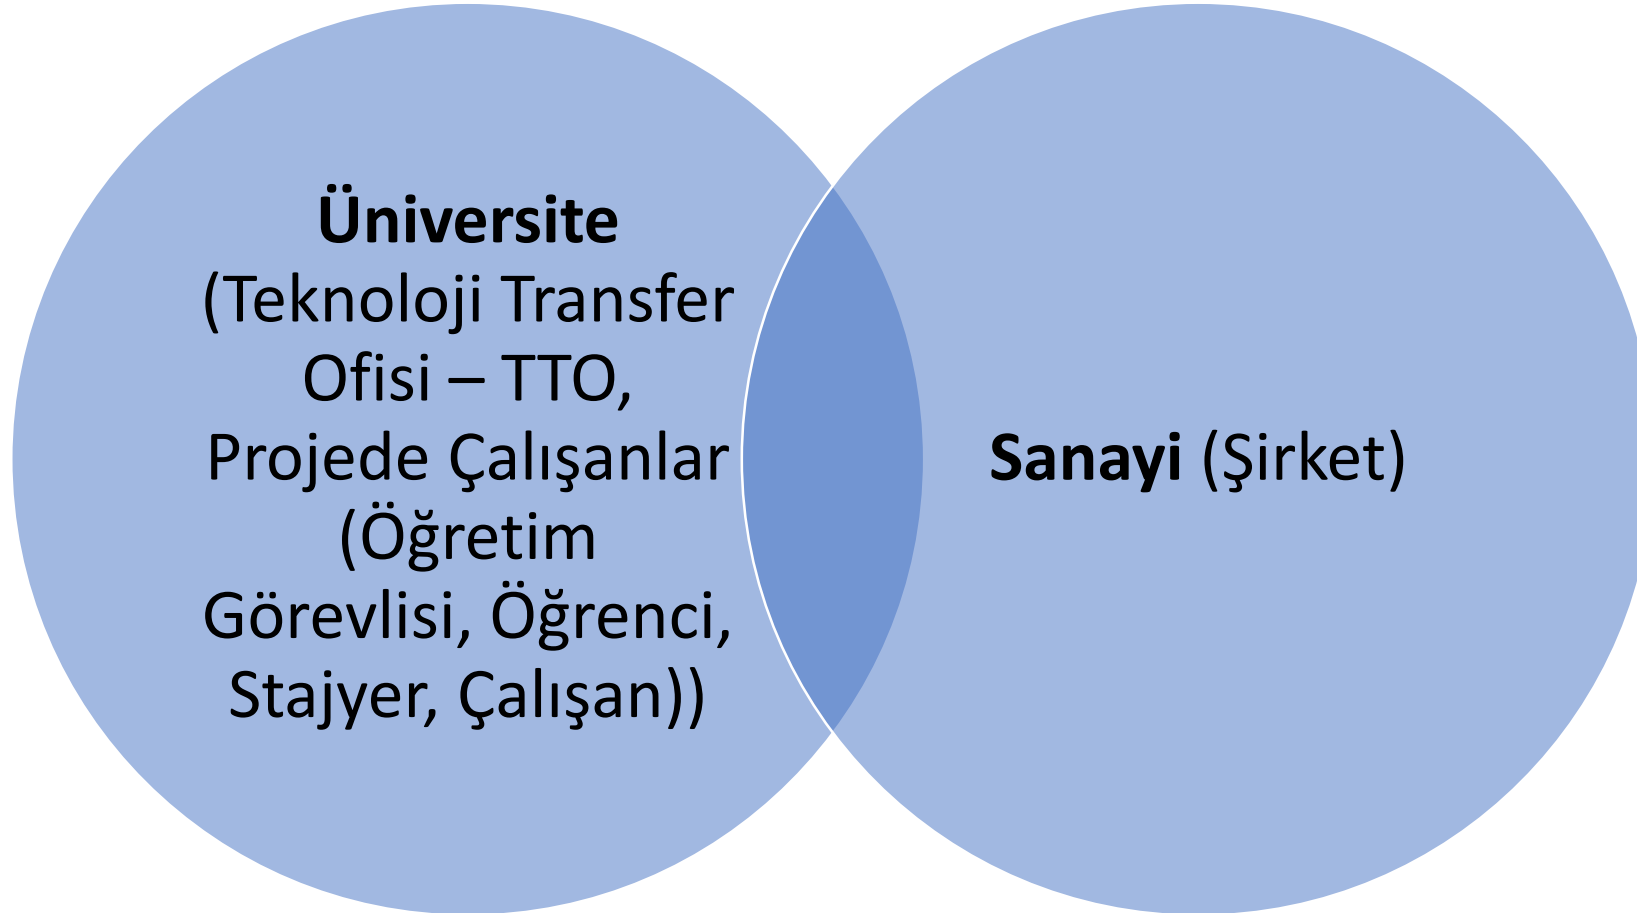 Üniversite
(Teknoloji Transfer
Ofisi – TTO,
Projede Çalışanlar
(Öğretim
Görevlisi, Öğrenci,
Stajyer, Çalışan))
Sanayi (Şirket)